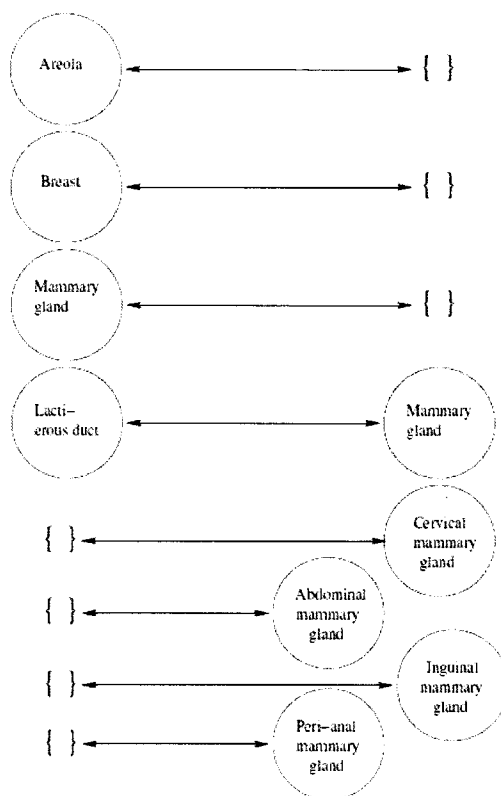 Areola
{ }
Breast
{ }
Mammary
gland
{ }
Lacti-
erous duct
Mammary
gland
{ }
Cervical
mammary
gland
{ }
Abdominal
mammary
gland
{ }
Inguinal
mammary
gland
{ }
Peri-anal
mammary
gland